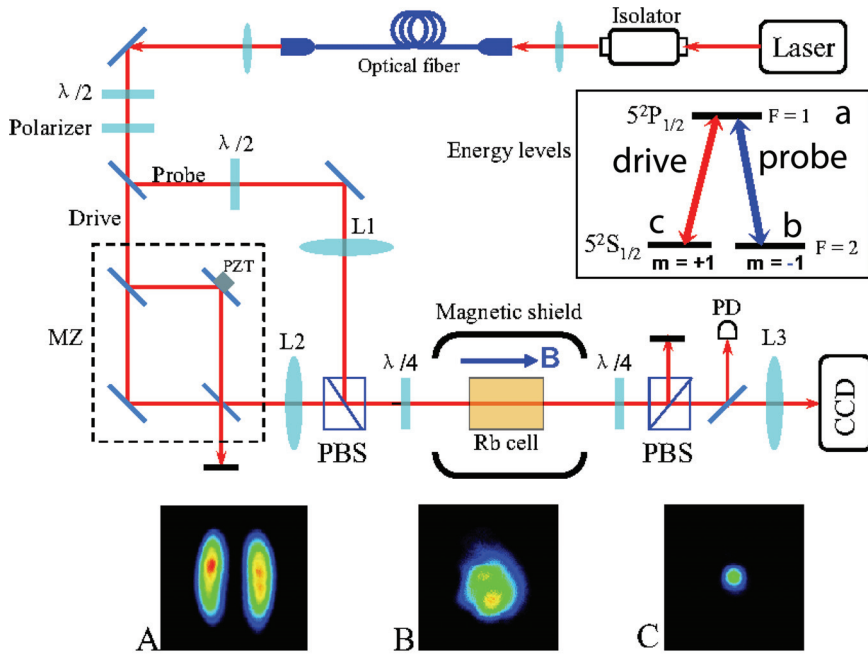 Isolator
Laser
Optical fiber
λ/2
Polarizer
λ/2
Probe
Drive
L1
PZT
MZ
L2
PBS
λ/4
Magnetic shield
B
Rb cell
λ/4
PBS
PD
L3
CCD
Energy levels
5²P₁/₂
F = 1
a
drive
probe
c
b
5²S₁/₂
F = 2
m = +1
m = -1
A
B
C